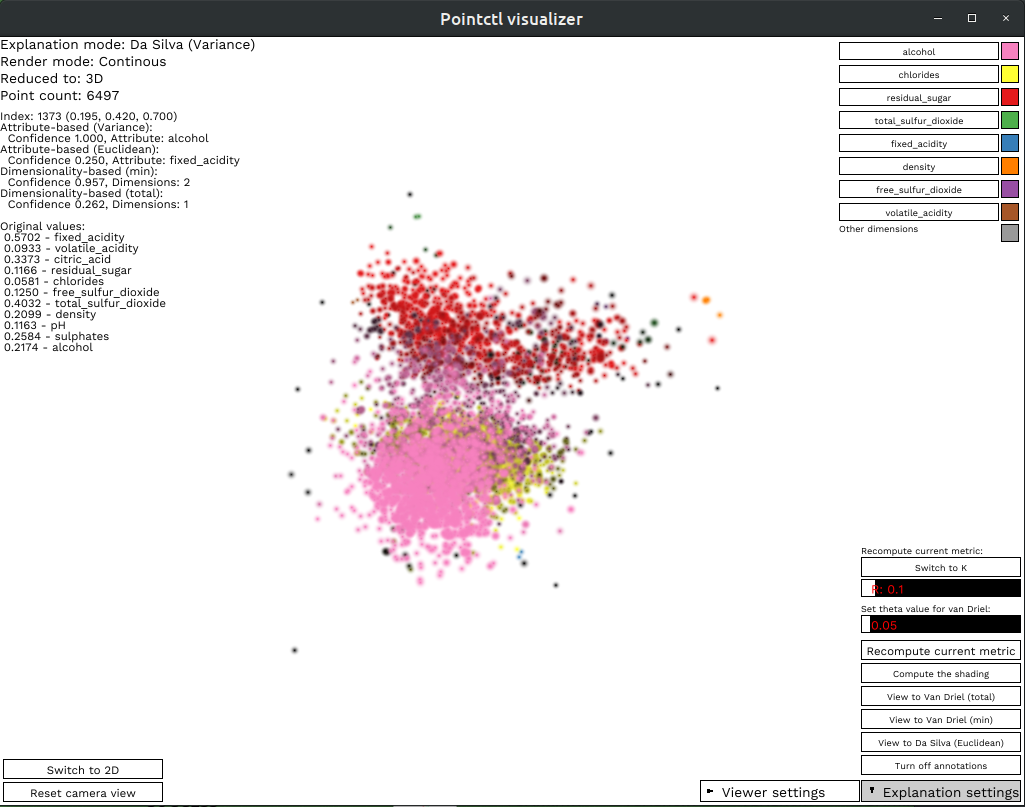 Pointctl visualizer
Explanation mode: Da Silva (Variance)
Render mode: Continous
Reduced to: 3D
Point count: 6497
Index: 1373 (0.195, 0.420, 0.700)
Attribute-based (Variance):
Confidence 1.000, Attribute: alcohol
Attribute-based (Euclidean):
Confidence 0.250, Attribute: fixed_acidity
Dimensionality-based (min):
Confidence 0.957, Dimensions: 2
Dimensionality-based (total):
Confidence 0.262, Dimensions: 1
Original values:
0.5702 - fixed_acidity
0.0933 - volatile_acidity
0.3373 - citric_acid
0.1166 - residual_sugar
0.0581 - chlorides
0.1250 - free_sulfur_dioxide
0.4032 - total_sulfur_dioxide
0.2099 - density
0.1163 - pH
0.2584 - sulphates
0.2174 - alcohol
alcohol
chlorides
residual_sugar
total_sulfur_dioxide
fixed_acidity
density
free_sulfur_dioxide
volatile_acidity
Other dimensions
Recompute current metric:
Switch to K
R: 0.1
Set theta value for van Driel:
0.05
Recompute current metric
Compute the shading
View to Van Driel (total)
View to Van Driel (min)
View to Da Silva (Euclidean)
Turn off annotations
Switch to 2D
Reset camera view
Viewer settings
Explanation settings